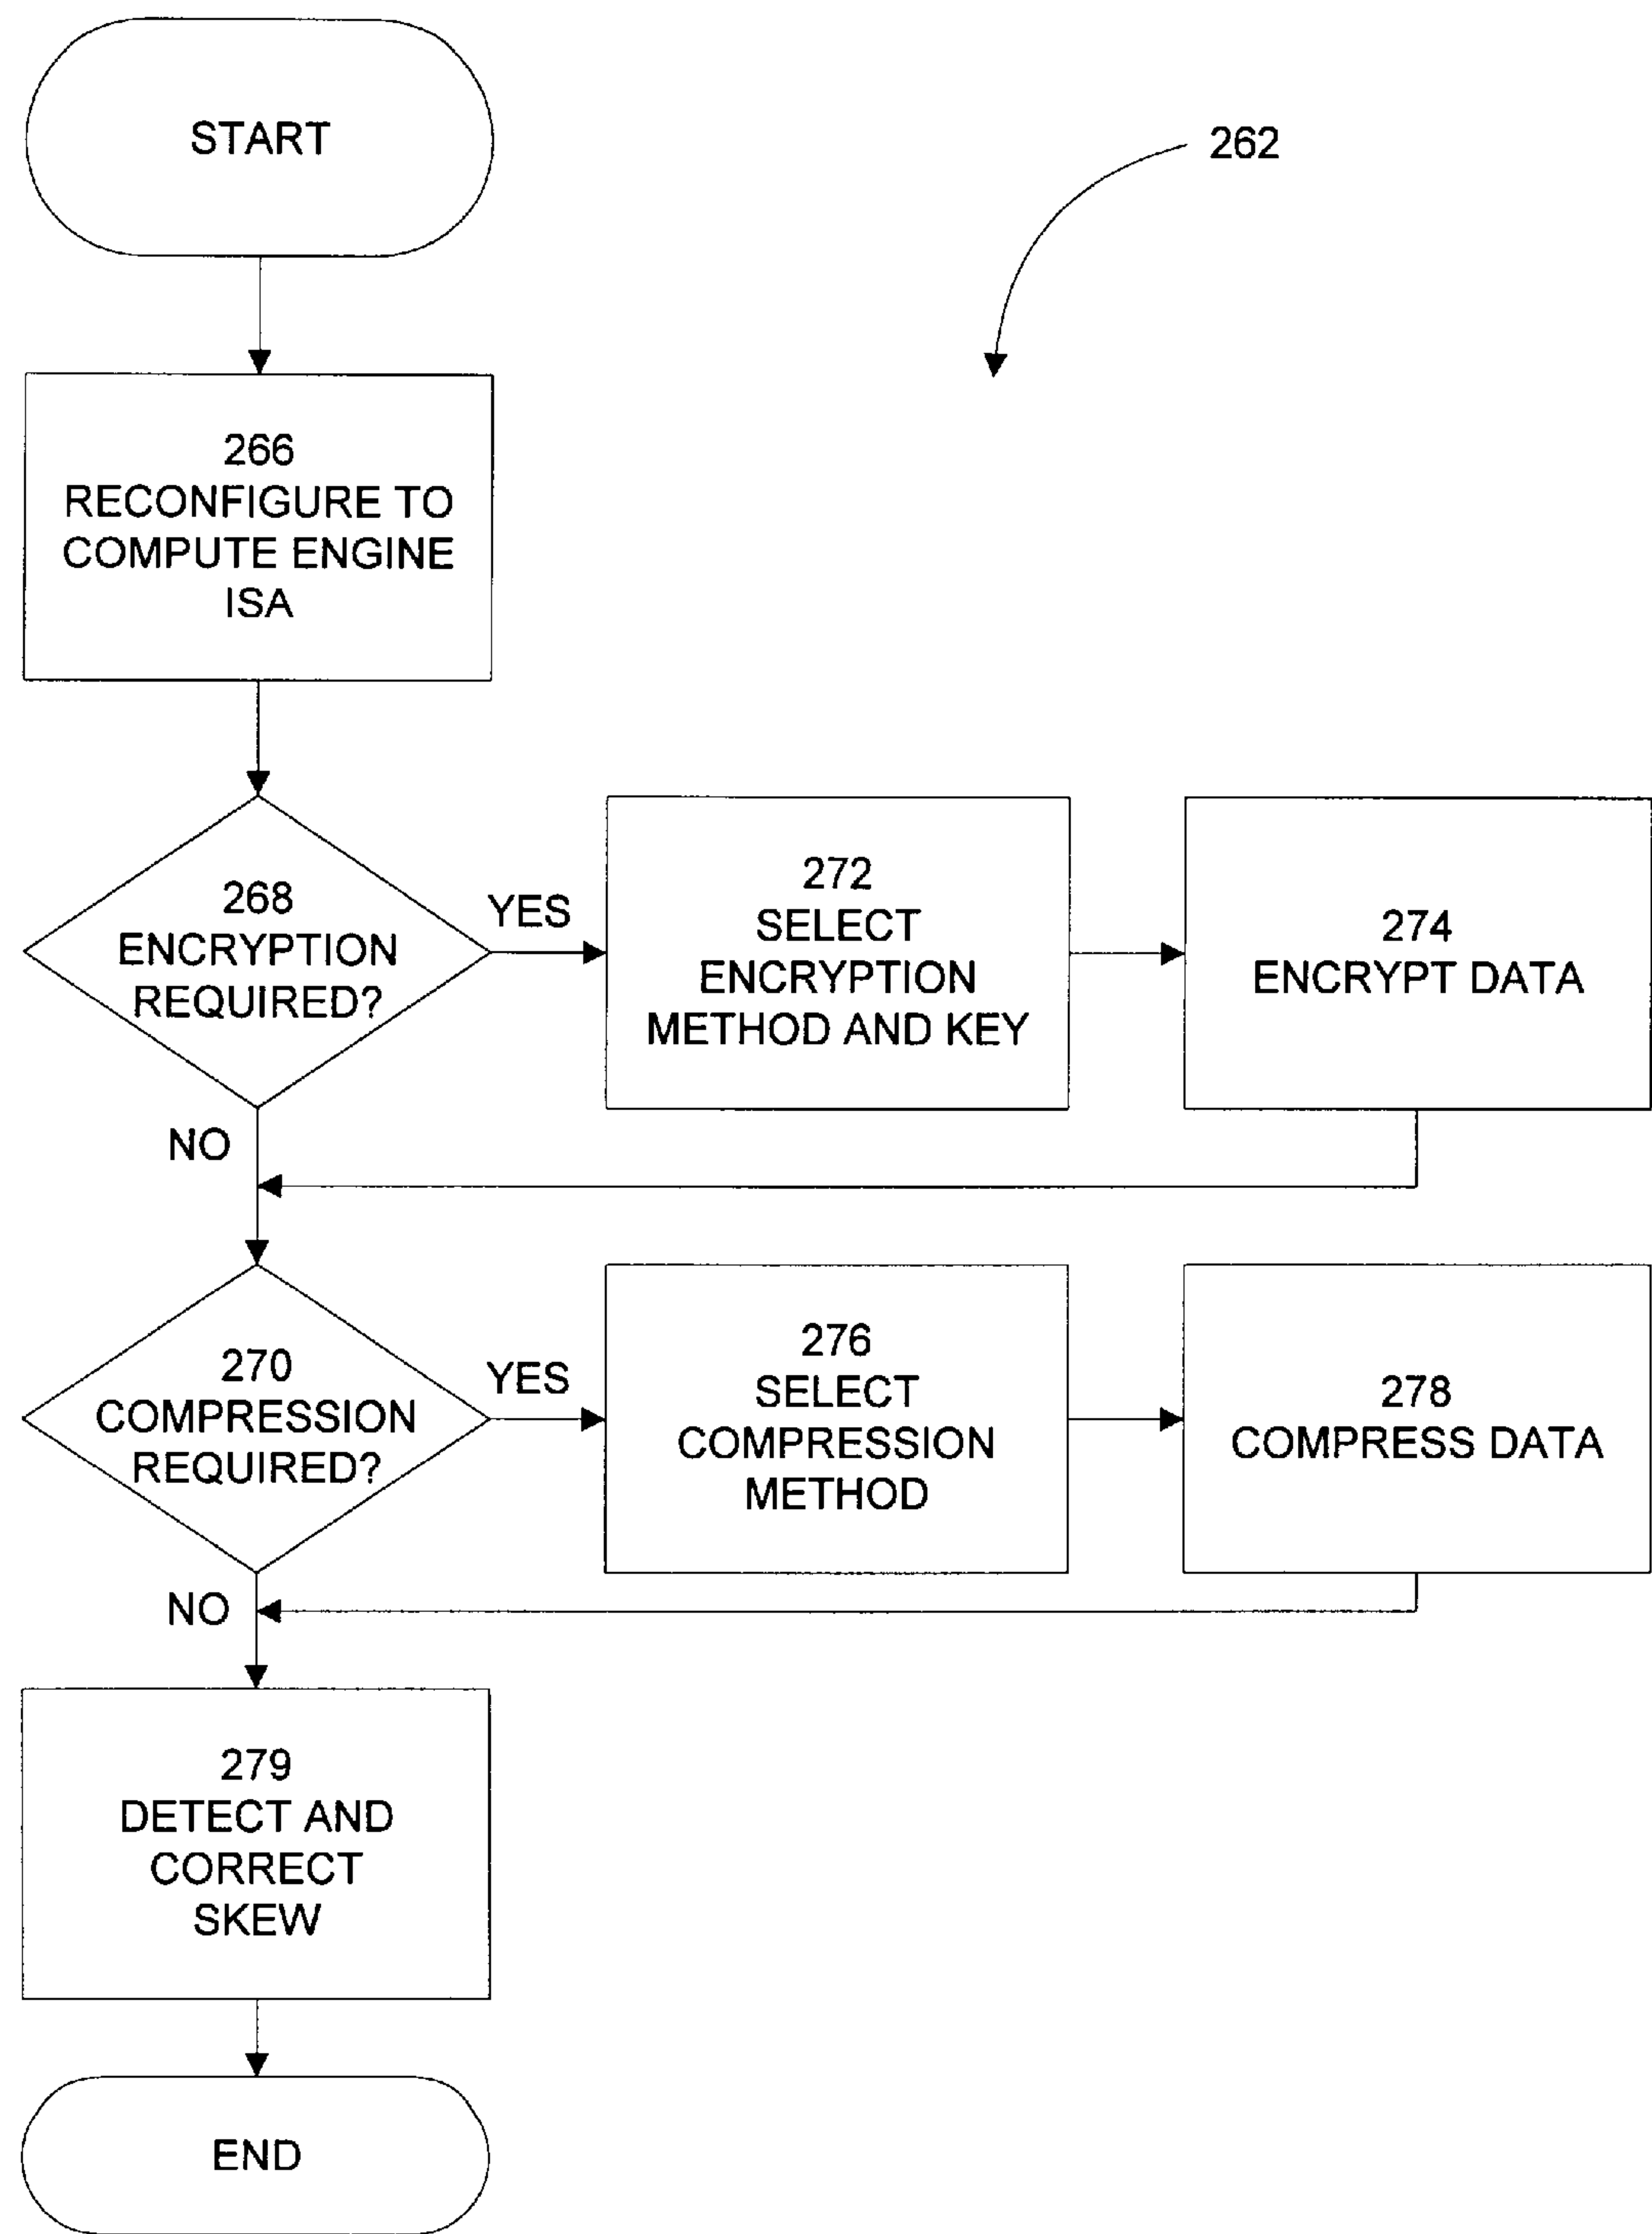 START
262
266
RECONFIGURE TO
COMPUTE ENGINE
ISA
268
ENCRYPTION
REQUIRED?
YES
272
SELECT
ENCRYPTION
METHOD AND KEY
274
ENCRYPT DATA
NO
270
COMPRESSION
REQUIRED?
YES
276
SELECT
COMPRESSION
METHOD
278
COMPRESS DATA
NO
279
DETECT AND
CORRECT
SKEW
END